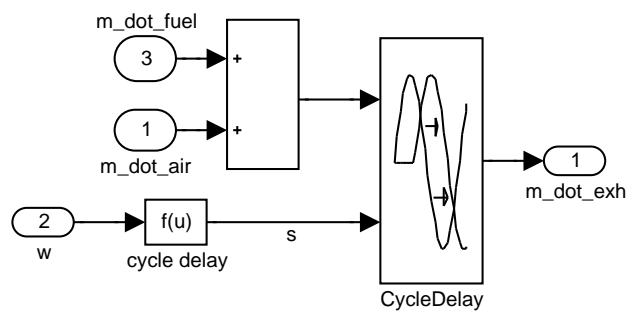 m_dot_fuel
3
+
1
+
m_dot_air
2
w
f(u)
cycle delay
s
CycleDelay
1
m_dot_exh